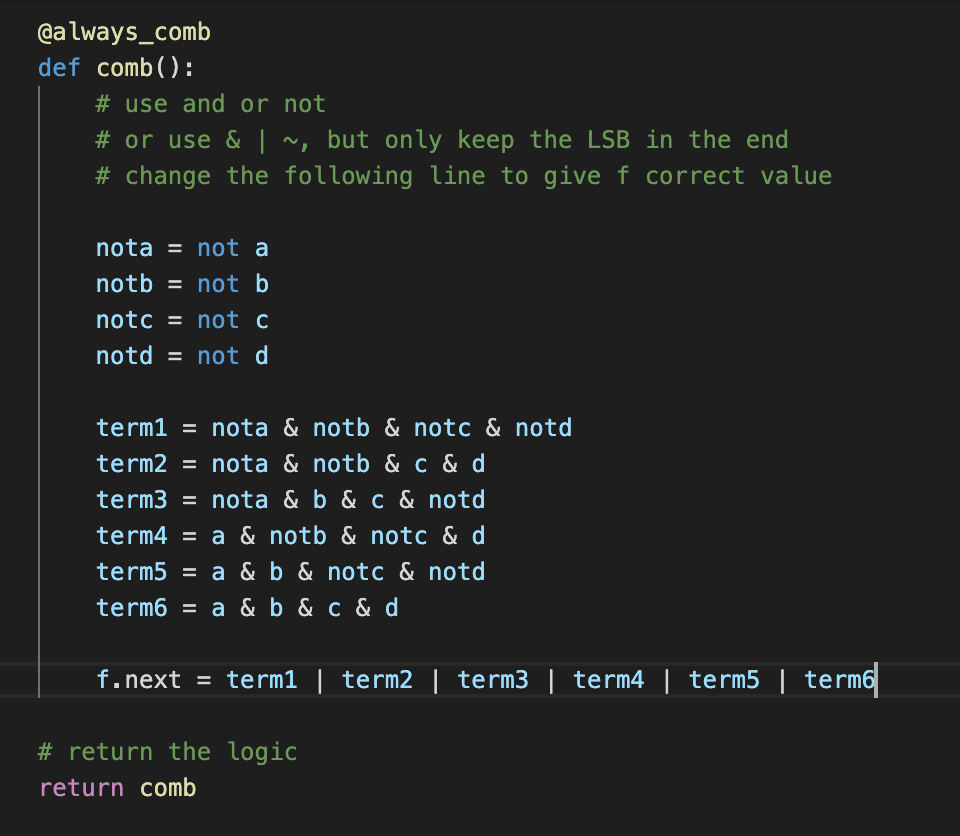 @always_comb
def comb():
# use and or not
# or use & | ~, but only keep the LSB in the end
# change the following line to give f correct value
nota = not a
notb = not b
notc = not c
notd = not d
term1 = nota & notb & notc & notd
term2 = nota & notb & c & d
term3 = nota & b & c & notd
term4 = a & notb & notc & d
term5 = a & b & notc & notd
term6 = a & b & c & d
f.next = term1 | term2 | term3 | term4 | term5 | term6
# return the logic
return comb